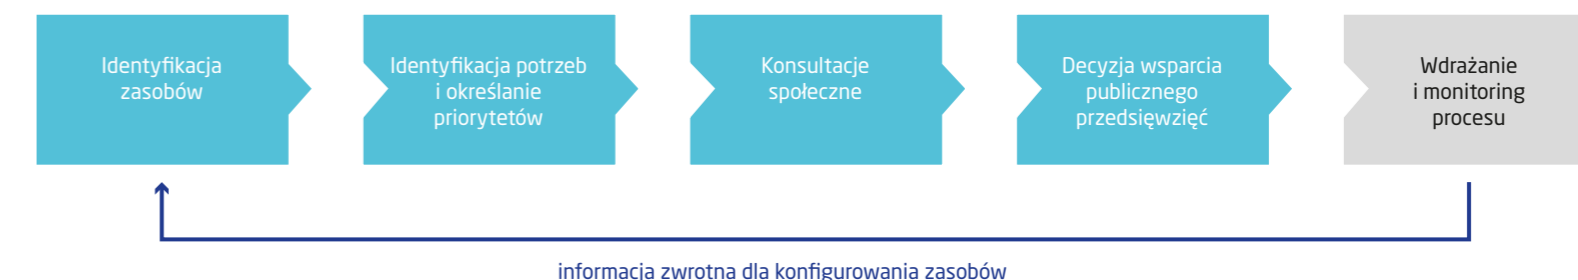 Identyfikacja
zasobów
Identyfikacja potrzeb
i określanie
priorytetów
Konsultacje
społeczne
Decyzja wsparcia
publicznego
przedsięwzięć
Wdrażanie
i monitoring
procesu
informacja zwrotna dla konfigurowania zasobów